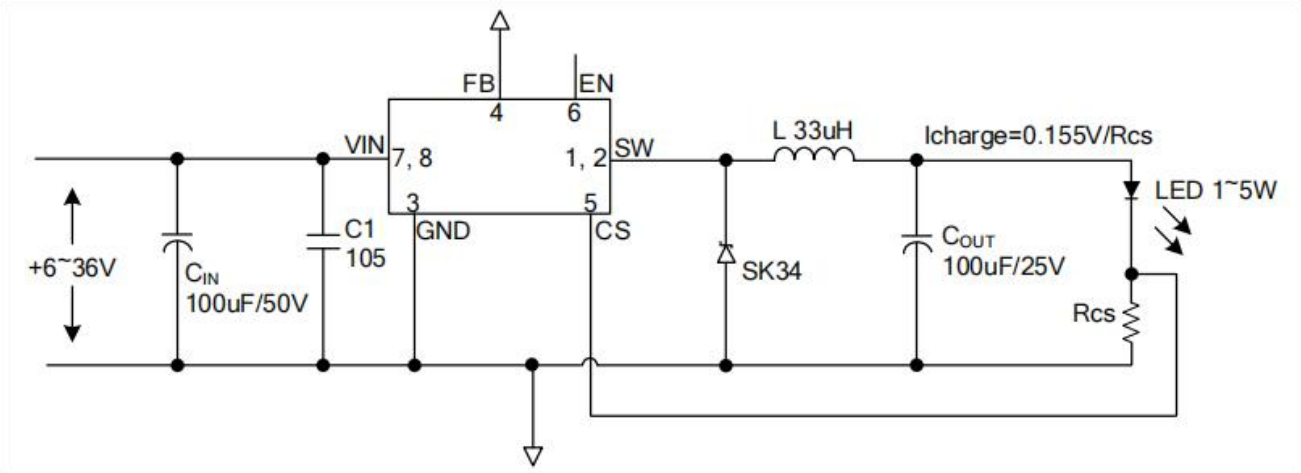 FB
EN
4
6
VIN
7, 8
1, 2
SW
L 33uH
Icharge=0.155V/Rcs
LED 1~5W
3
5
GND
CS
C1
105
+6~36V
CIN
100uF/50V
SK34
COUT
100uF/25V
Rcs